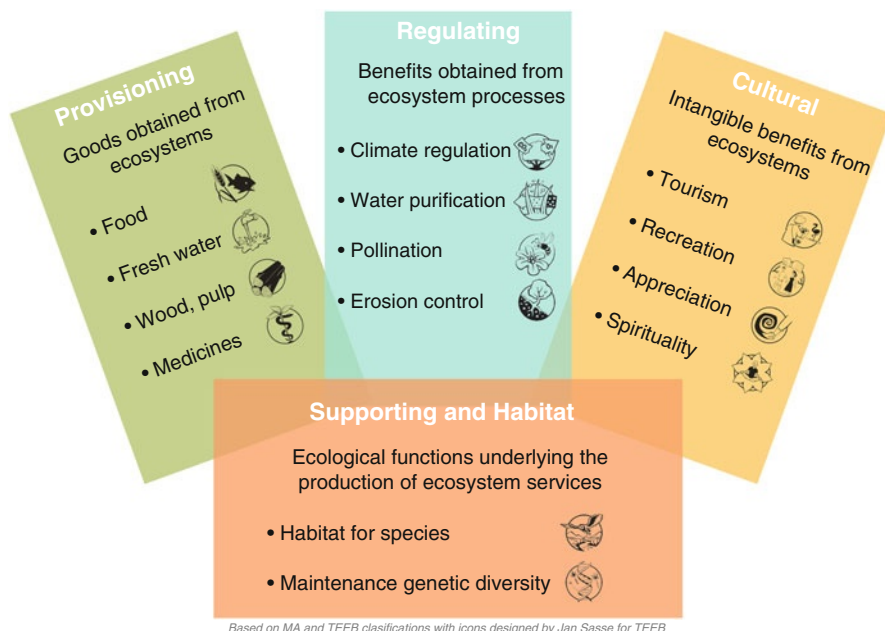 Provisioning
Goods obtained from
ecosystems
• Food
• Fresh water
• Wood, pulp
• Medicines
Regulating
Benefits obtained from
ecosystem processes
• Climate regulation
• Water purification
• Pollination
• Erosion control
Cultural
Intangible benefits from
ecosystems
• Tourism
• Recreation
• Appreciation
• Spirituality
Supporting and Habitat
Ecological functions underlying the
production of ecosystem services
• Habitat for species
• Maintenance genetic diversity
Based on MA and TEEB clasifications with icons designed by Jan Sasse for TEEB